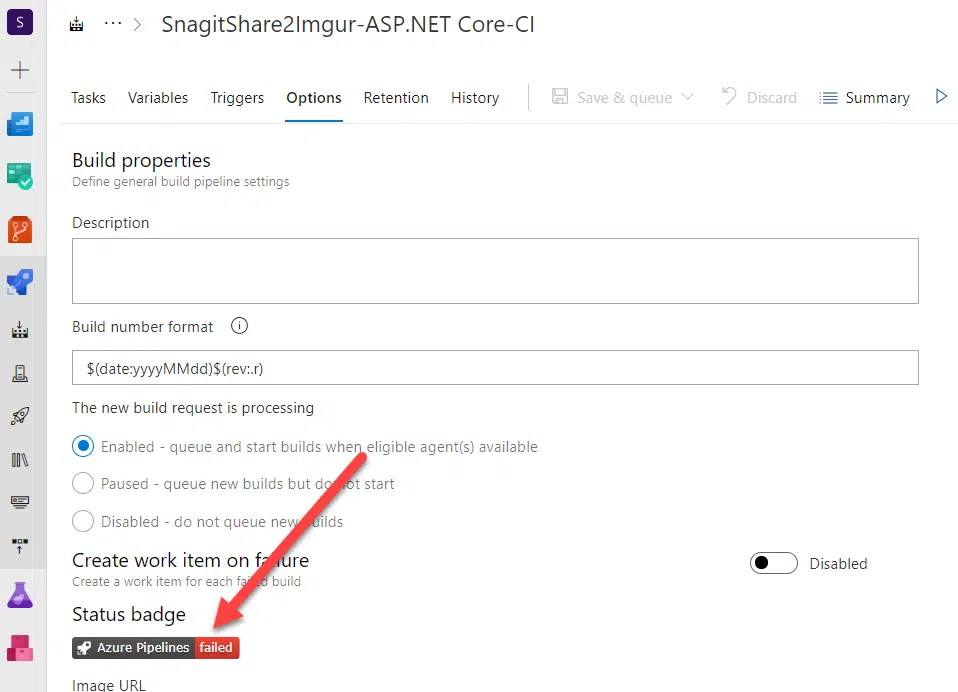 S
... > SnagitShare2Imgur-ASP.NET Core-CI
Tasks Variables Triggers Options Retention History Save & queue Discard Summary
Build properties
Define general build pipeline settings
Description
Build number format
$(date:yyyyMMdd)$(rev:.r)
The new build request is processing
Enabled - queue and start builds when eligible agent(s) available
Paused - queue new builds but do not start
Disabled - do not queue new builds
Create work item on failure
Create a work item for each failed build
Disabled
Status badge
Azure Pipelines failed
Image URL